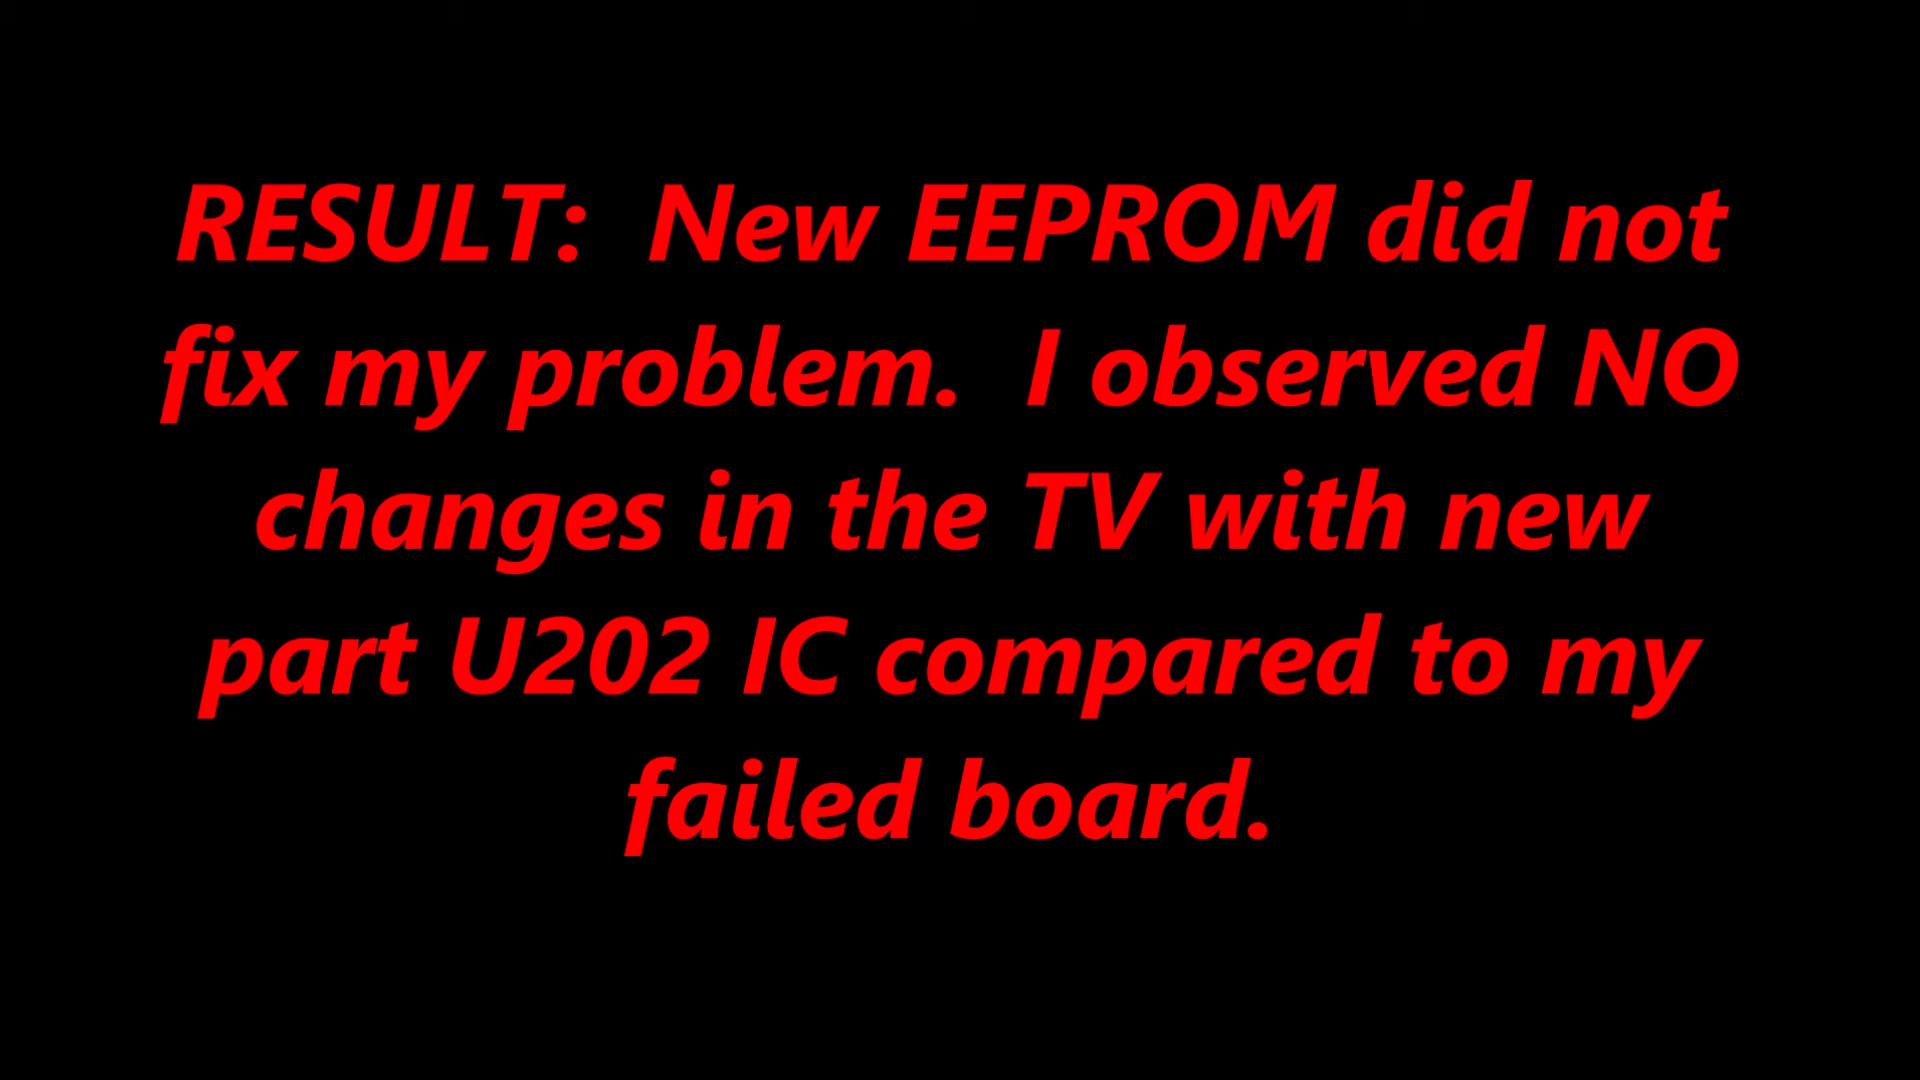 RESULT:  New EEPROM did not
fix my problem.  I observed NO
changes in the TV with new
part U202 IC compared to my
failed board.